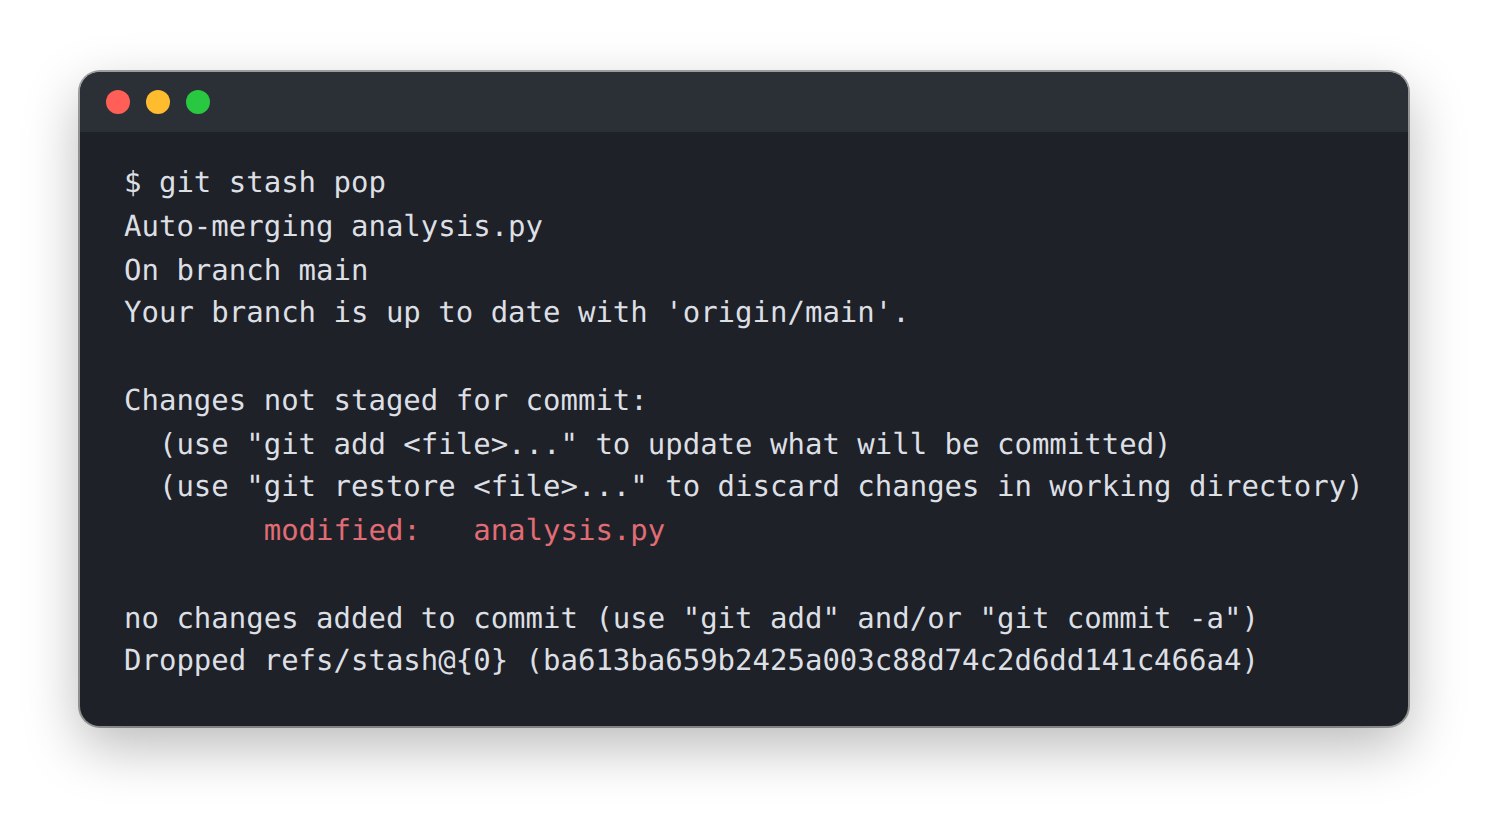 $ git stash pop
Auto-merging analysis.py
On branch main
Your branch is up to date with 'origin/main'.

Changes not staged for commit:
  (use "git add <file>..." to update what will be committed)
  (use "git restore <file>..." to discard changes in working directory)
        modified:   analysis.py

no changes added to commit (use "git add" and/or "git commit -a")
Dropped refs/stash@{0} (ba613ba659b2425a003c88d74c2d6dd141c466a4)